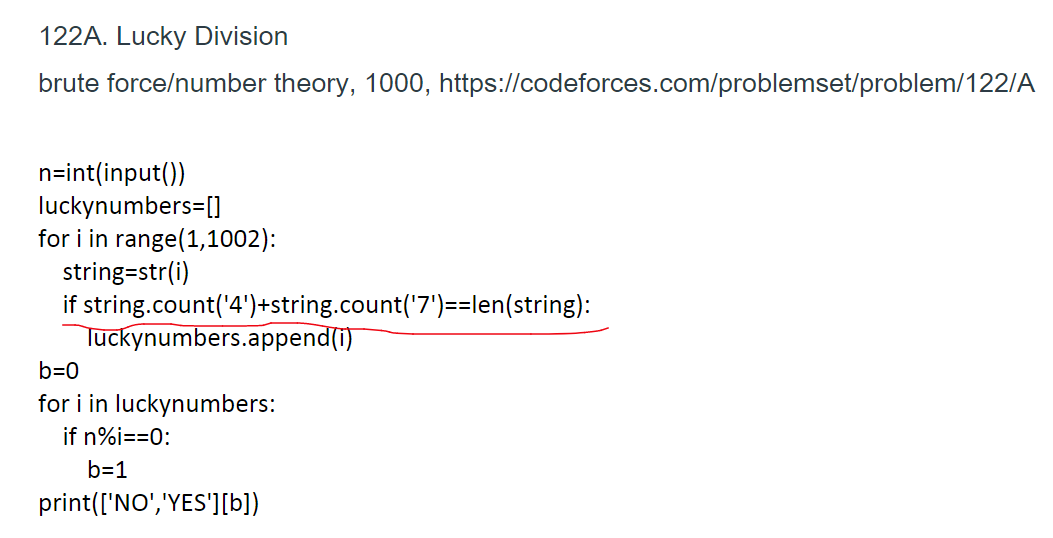 122A. Lucky Division
brute force/number theory, 1000, https://codeforces.com/problemset/problem/122/A
n=int(input())
luckynumbers=[]
for i in range(1,1002):
    string=str(i)
    if string.count('4')+string.count('7')==len(string):
        luckynumbers.append(i)
b=0
for i in luckynumbers:
    if n%i==0:
        b=1
print(['NO','YES'][b])